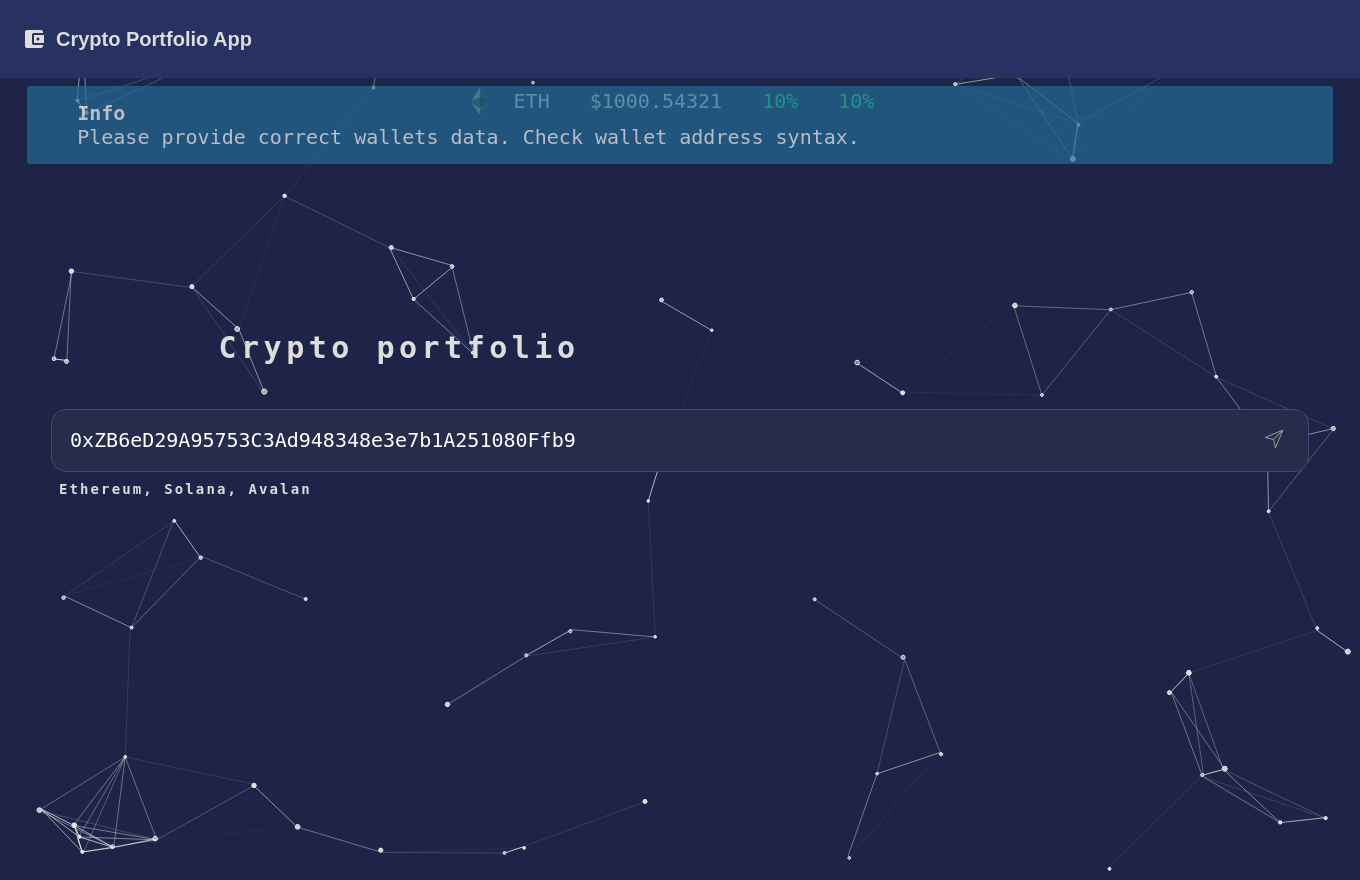 Crypto Portfolio App
ETH $1000.54321 10% 10%
Info
Please provide correct wallets data. Check wallet address syntax.
Crypto portfolio
0xZB6eD29A95753C3Ad948348e3e7b1A251080Ffb9
Ethereum, Solana, Avalan